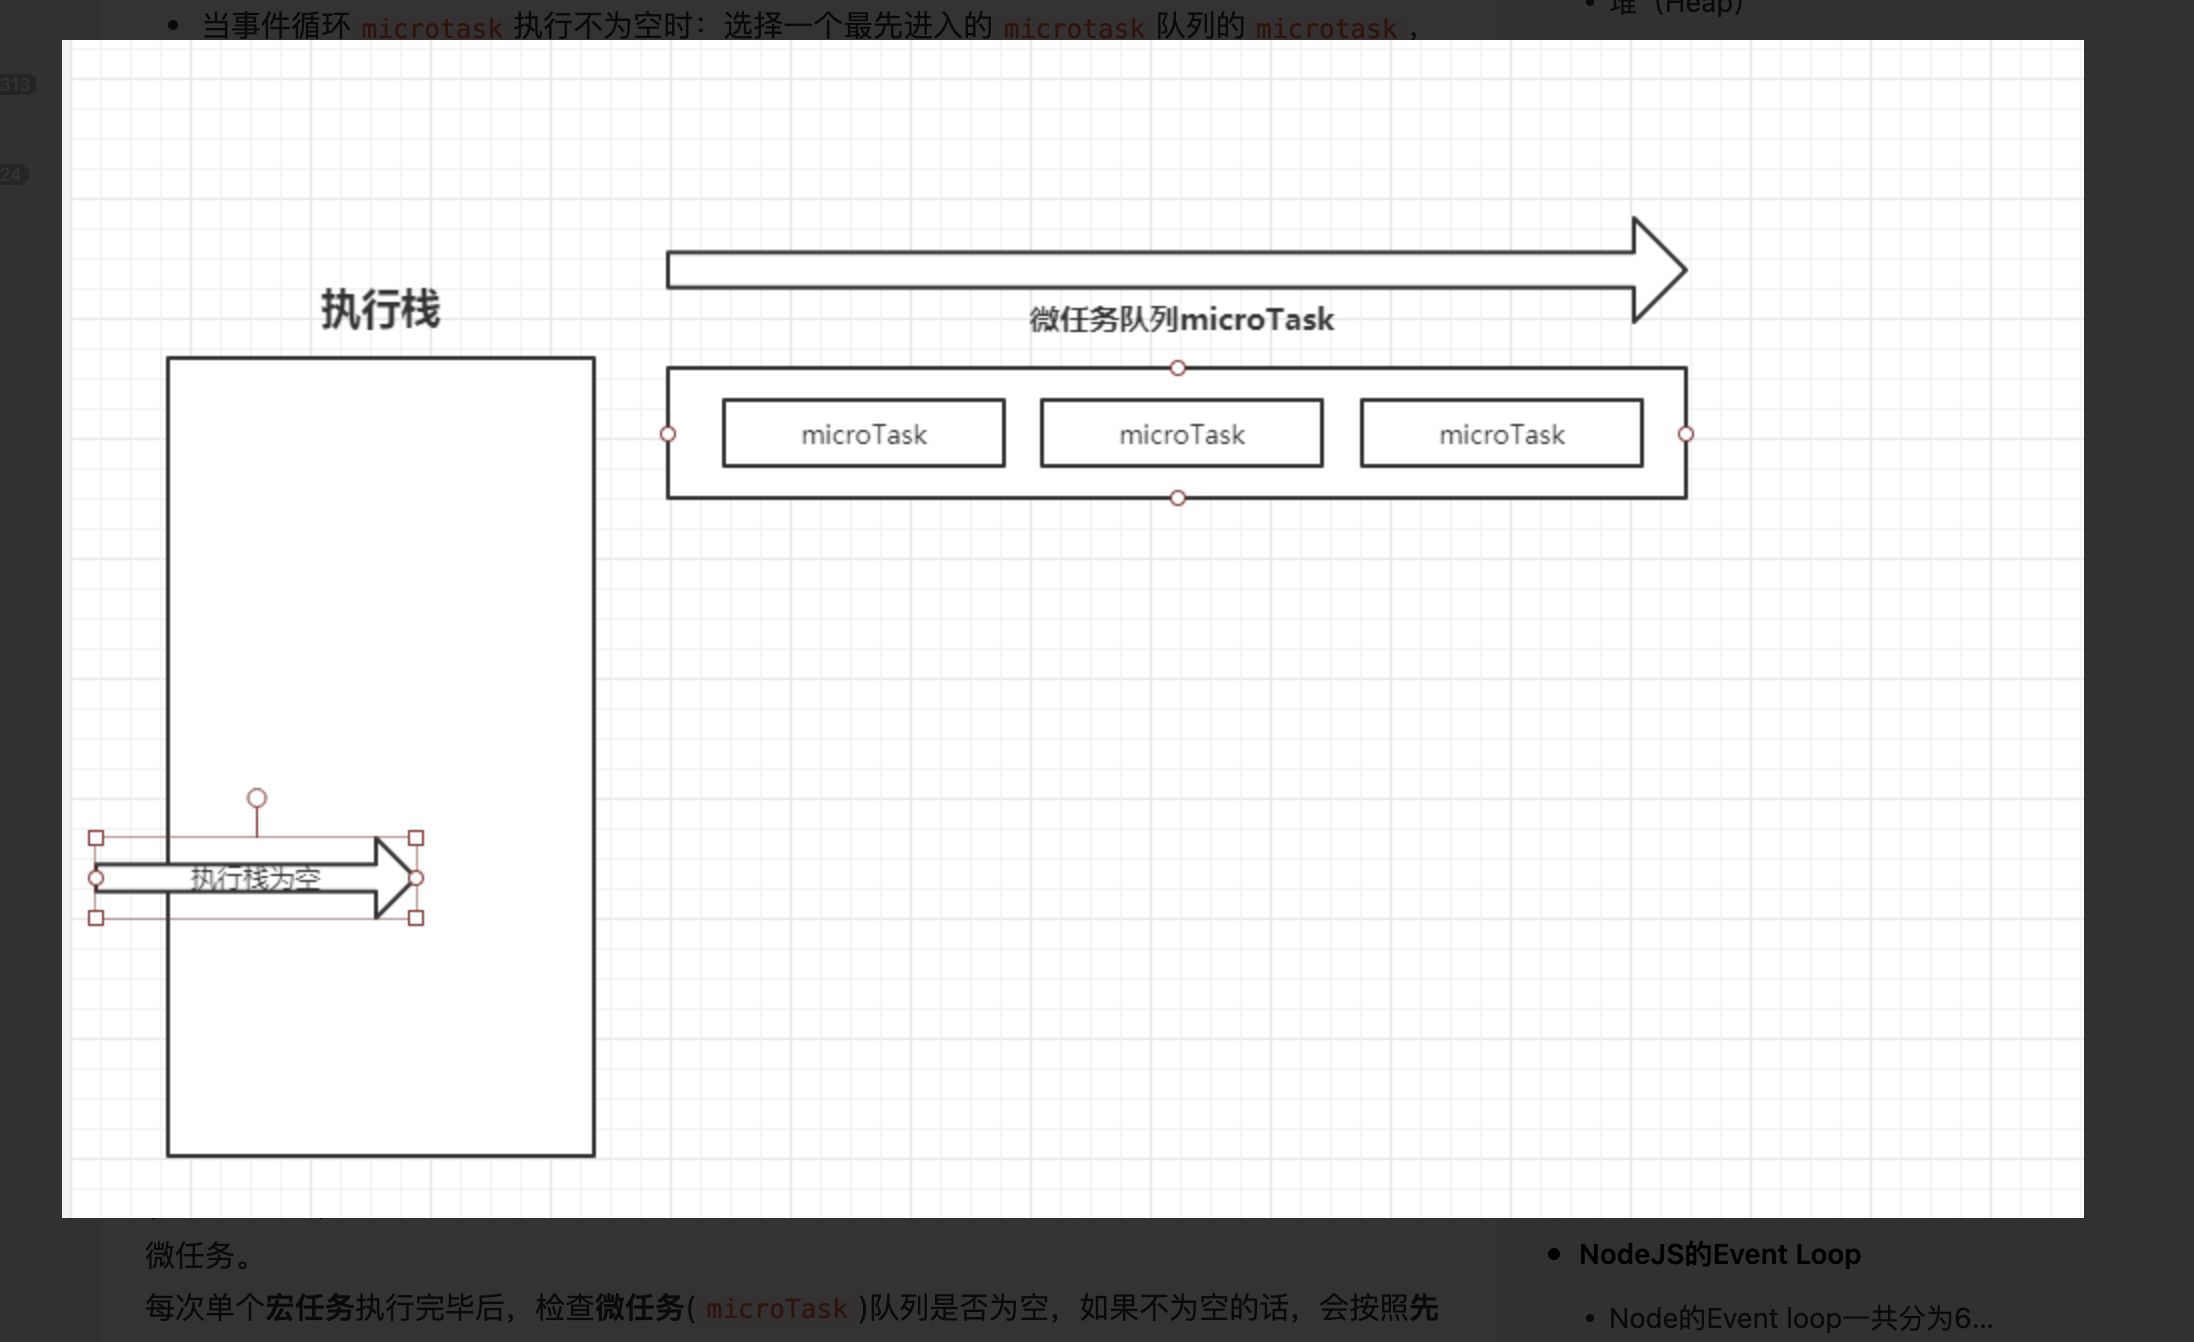 当事件循环 microtask 执行不为空时：选择一个最先进入的 microtask 队列的 microtask ，
堆（Heap）
313
24
执行栈
微任务队列microTask
microTask
microTask
microTask
执行栈为空
微任务。
每次单个宏任务执行完毕后，检查微任务( microTask )队列是否为空，如果不为空的话，会按照先
NodeJS的Event Loop
Node的Event loop一共分为6...